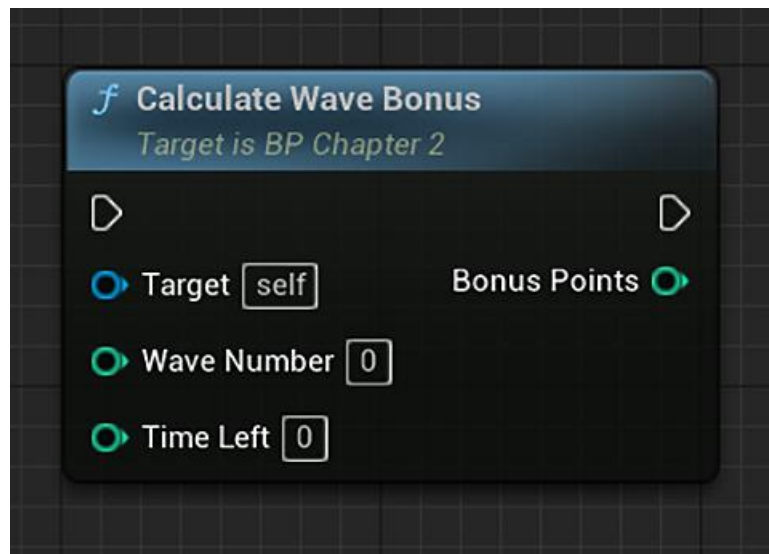 f Calculate Wave Bonus
Target is BP Chapter 2
Target self
Bonus Points
Wave Number 0
Time Left 0